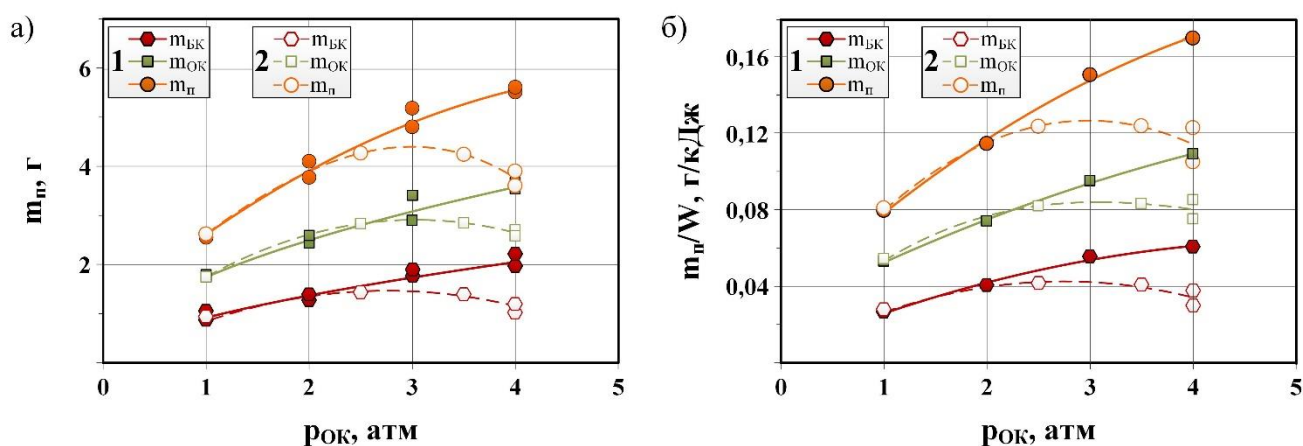 а)
m_п, г
6
4
2
0
1
2
3
4
5
p_ОК, атм
1
m_БК
m_ОК
m_п
2
m_БК
m_ОК
m_п
б)
m_п/W, г/кДж
0,16
0,12
0,08
0,04
0
1
2
3
4
5
p_ОК, атм
1
m_БК
m_ОК
m_п
2
m_БК
m_ОК
m_п